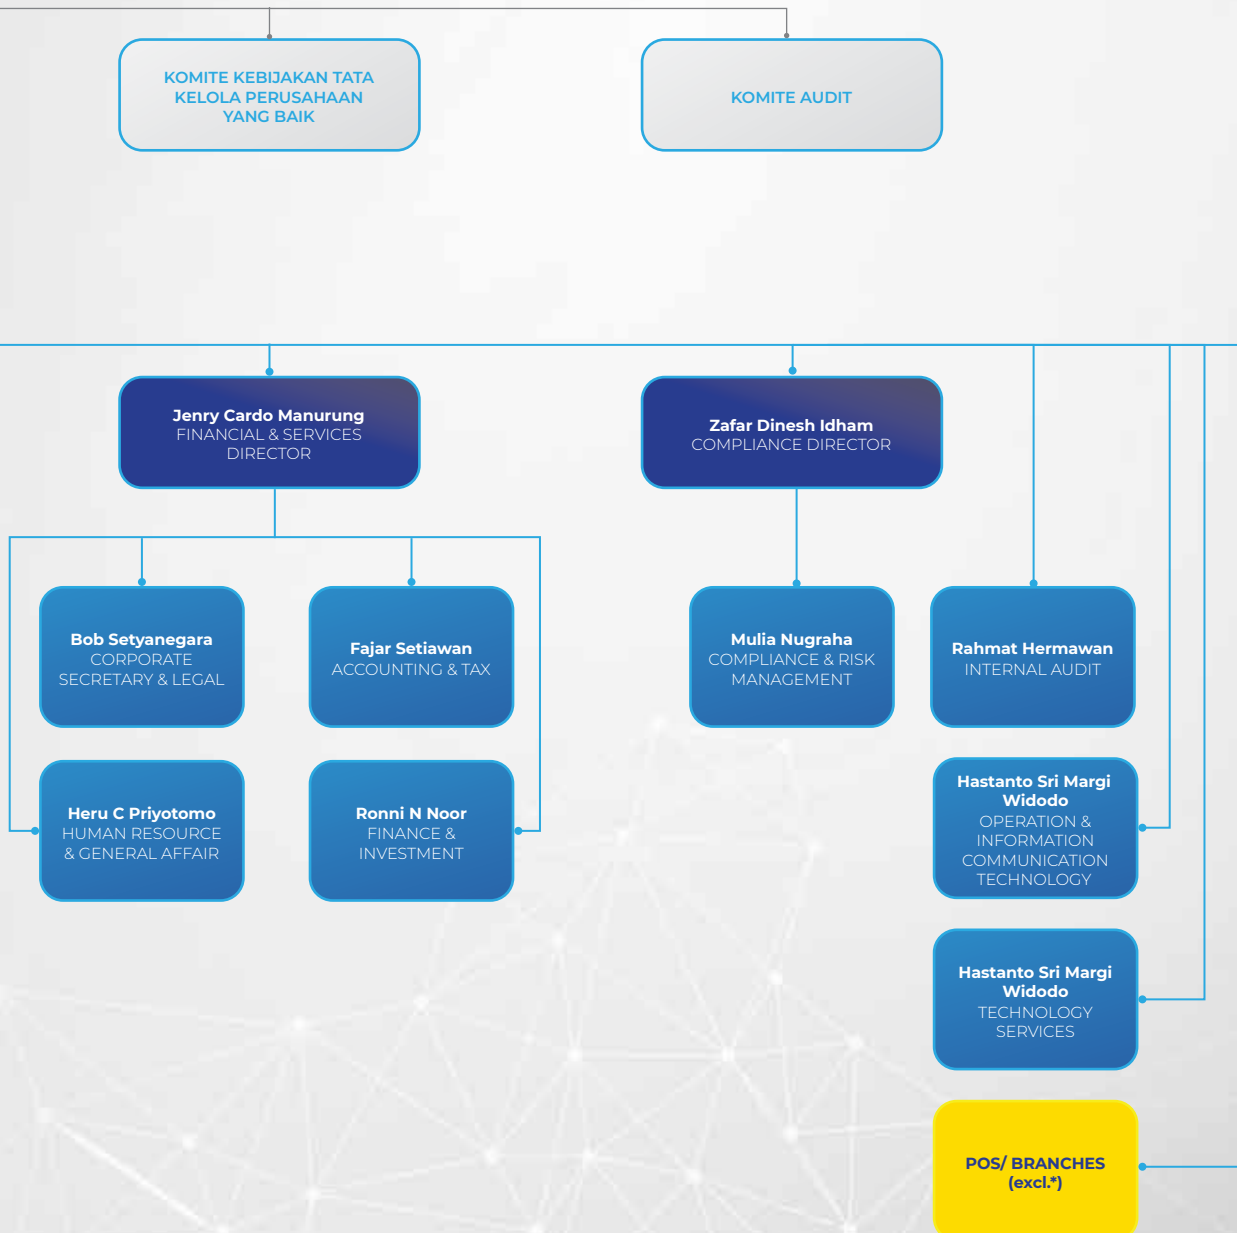 KOMITE KEBIJAKAN TATA
KELOLA PERUSAHAAN
YANG BAIK
KOMITE AUDIT
Jenry Cardo Manurung
FINANCIAL & SERVICES
DIRECTOR
Zafar Dinesh Idham
COMPLIANCE DIRECTOR
Bob Setyanegara
CORPORATE
SECRETARY & LEGAL
Fajar Setiawan
ACCOUNTING & TAX
Mulia Nugraha
COMPLIANCE & RISK
MANAGEMENT
Rahmat Hermawan
INTERNAL AUDIT
Heru C Priyotomo
HUMAN RESOURCE
& GENERAL AFFAIR
Ronni N Noor
FINANCE &
INVESTMENT
Hastanto Sri Margi
Widodo
OPERATION &
INFORMATION
COMMUNICATION
TECHNOLOGY
Hastanto Sri Margi
Widodo
TECHNOLOGY
SERVICES
POS/ BRANCHES
(excl.*)